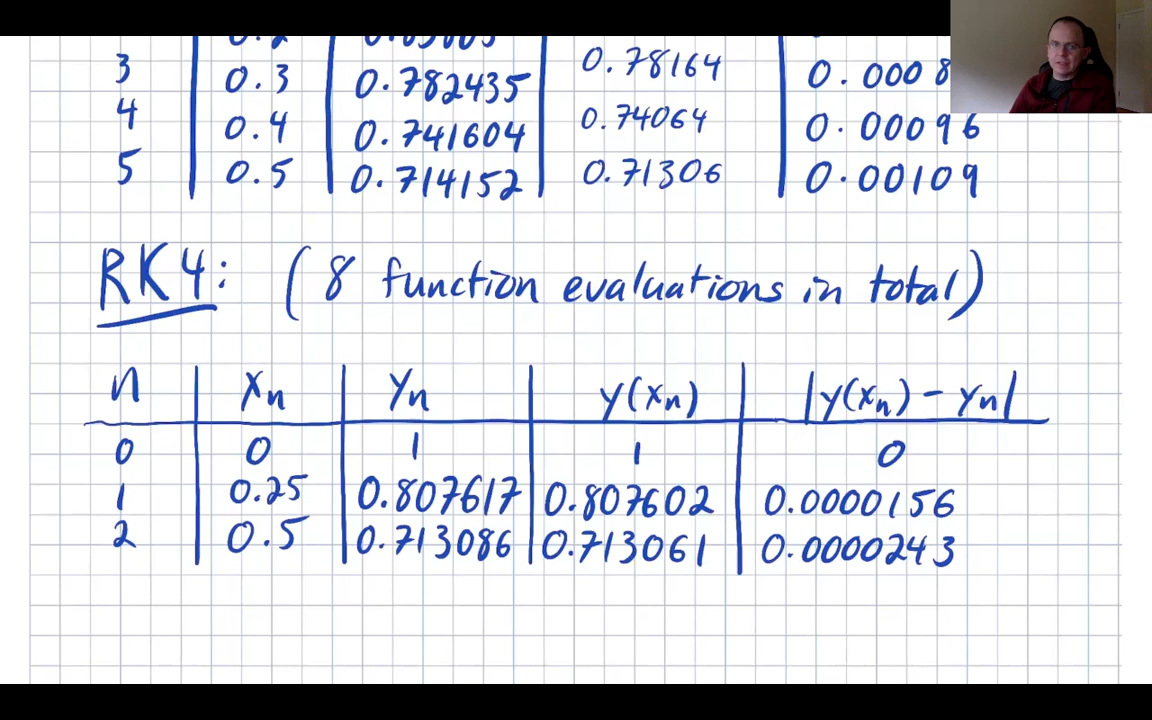 3 0.3 0.782435 0.78164 0.0008
4 0.4 0.741604 0.74064 0.00096
5 0.5 0.714152 0.71306 0.00109
RK4: (8 function evaluations in total)
n xn yn y(xn) |y(xn) - yn|
0 0 1 1 0
1 0.25 0.807617 0.807602 0.0000156
2 0.5 0.713086 0.713061 0.0000243